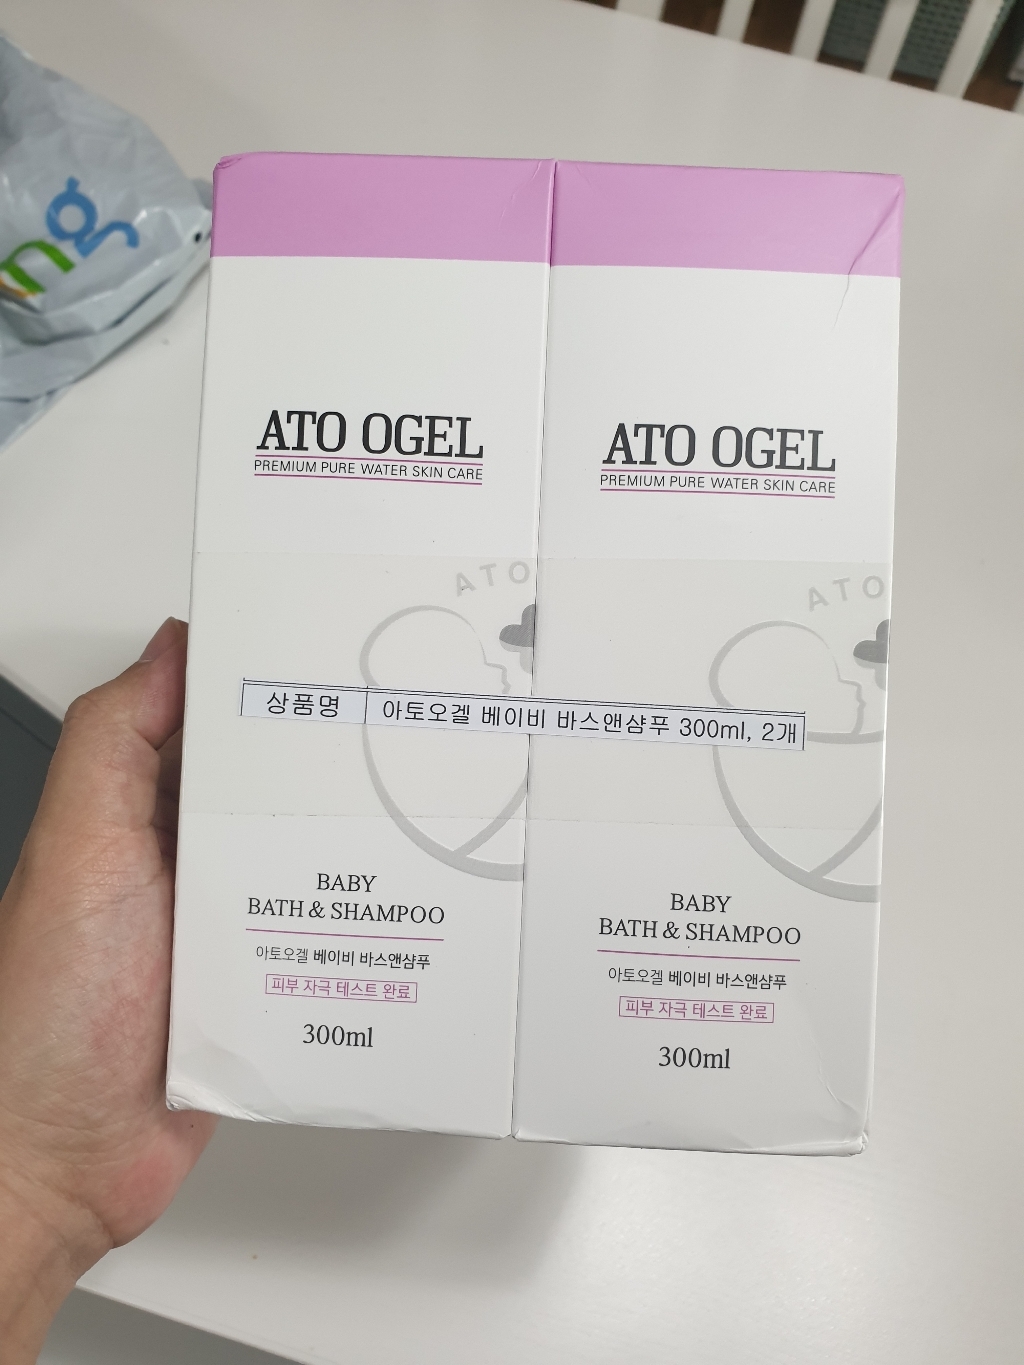 ng
ATO OGEL
PREMIUM PURE WATER SKIN CARE
ATO OGEL
PREMIUM PURE WATER SKIN CARE
ATO
ATO
상품명 아토오겔 베이비 바스앤샴푸 300ml, 2개
BABY
BATH & SHAMPOO
아토오겔 베이비 바스앤샴푸
피부 자극 테스트 완료
300ml
BABY
BATH & SHAMPOO
아토오겔 베이비 바스앤샴푸
피부 자극 테스트 완료
300ml